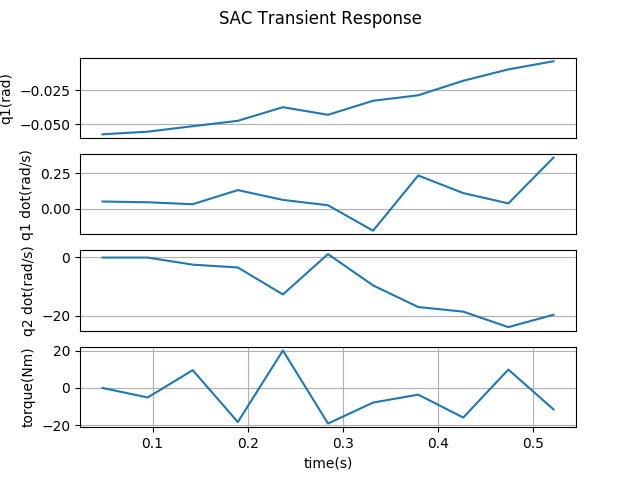 SAC Transient Response
q1(rad)
−0.025
−0.050
q1 dot(rad/s)
0.25
0.00
q2 dot(rad/s)
0
−20
torque(Nm)
20
0
−20
0.1 0.2 0.3 0.4 0.5
time(s)